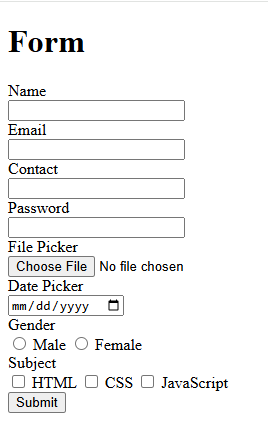 Form
Name
Email
Contact
Password
File Picker
Choose File No file chosen
Date Picker
mm/dd/yyyy
Gender
Male Female
Subject
HTML CSS JavaScript
Submit